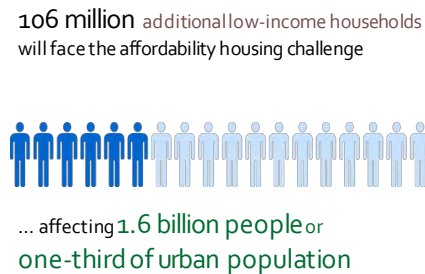 106 million additional low-income households
will face the affordability housing challenge
... affecting 1.6 billion people or
one-third of urban population